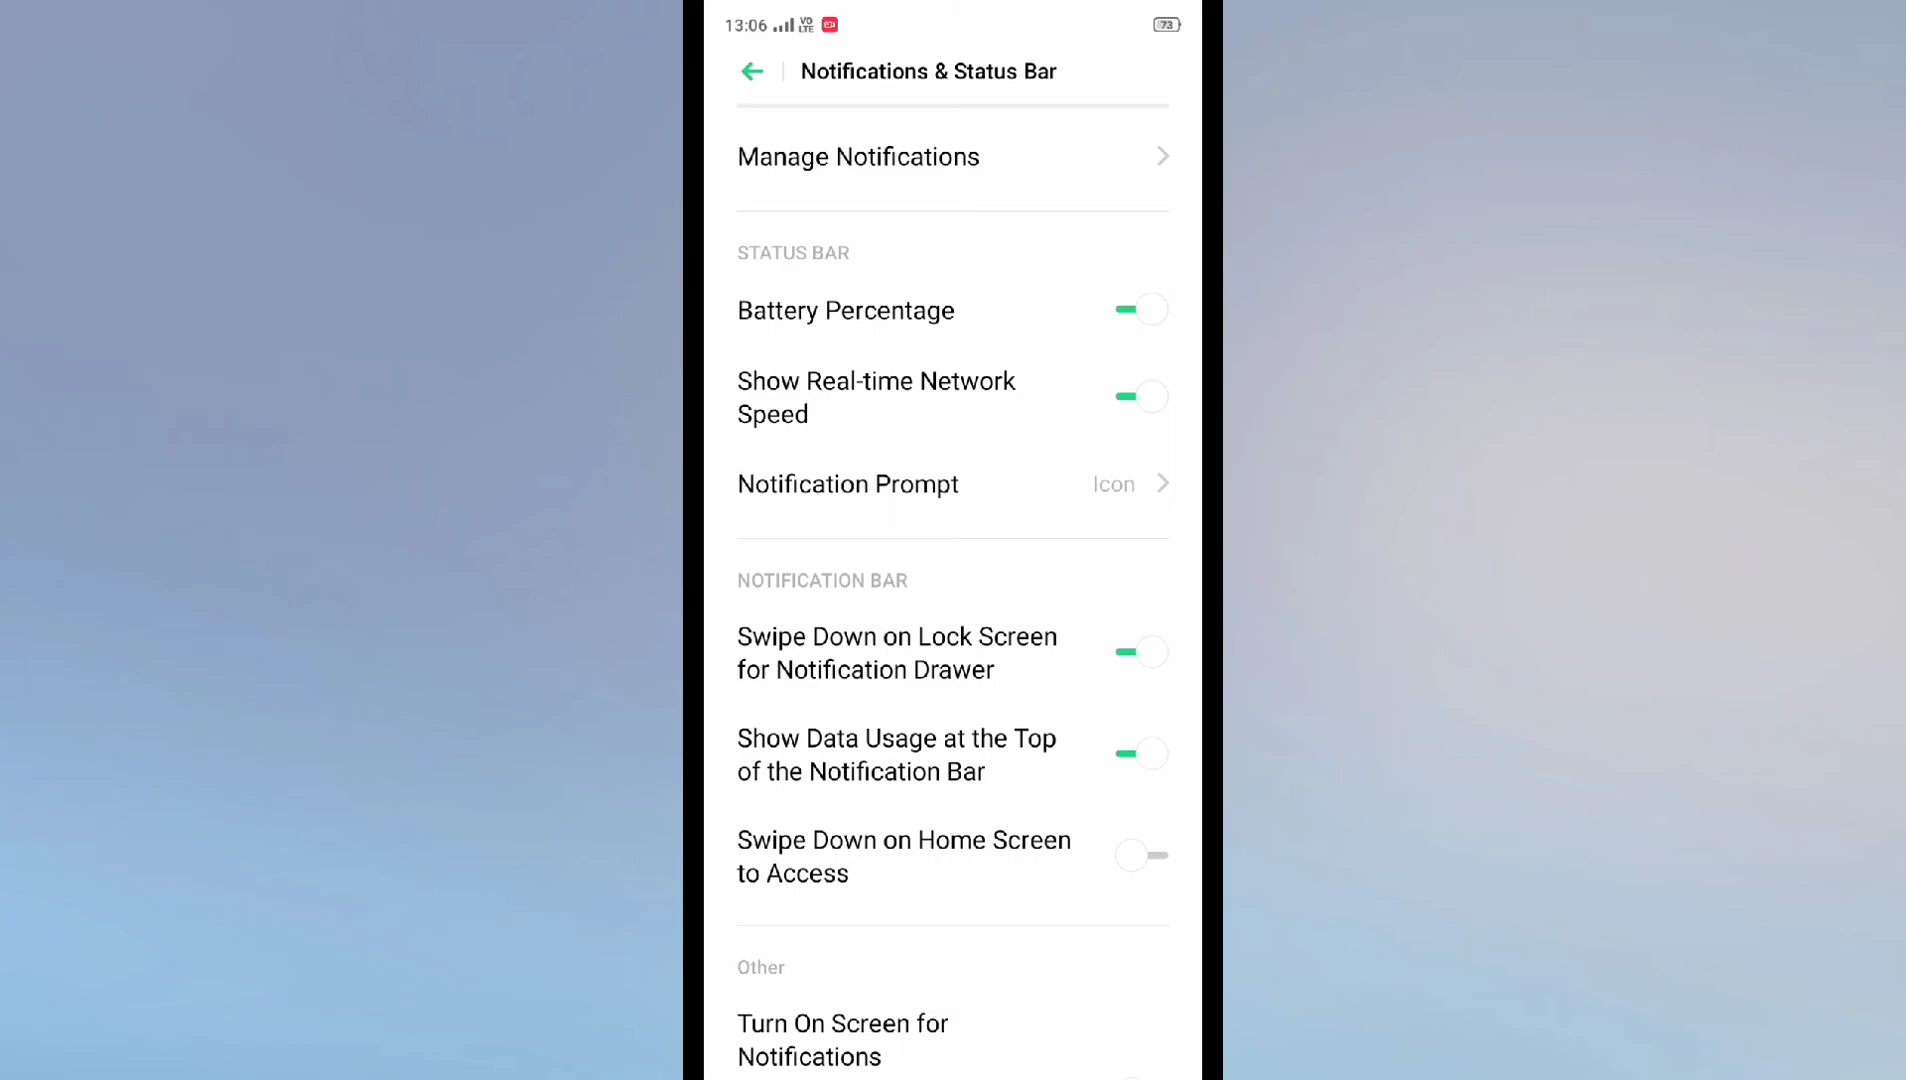 13:06 VO LTE 73
Notifications & Status Bar
Manage Notifications
STATUS BAR
Battery Percentage
Show Real-time Network
Speed
Notification Prompt Icon
NOTIFICATION BAR
Swipe Down on Lock Screen
for Notification Drawer
Show Data Usage at the Top
of the Notification Bar
Swipe Down on Home Screen
to Access
Other
Turn On Screen for
Notifications